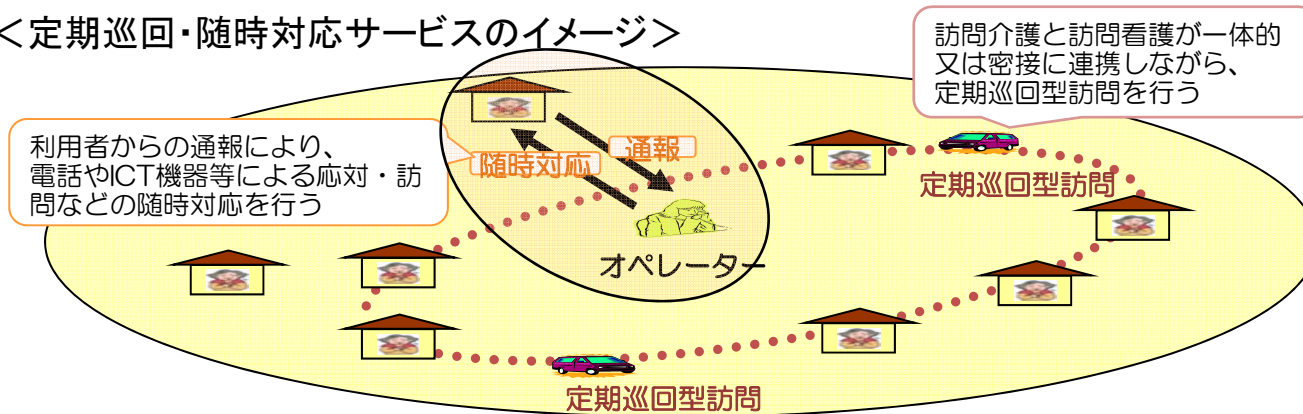 <定期巡回・随時対応サービスのイメージ>
訪問介護と訪問看護が一体的
又は密接に連携しながら、
定期巡回型訪問を行う
利用者からの通報により、
電話やICT機器等による応対・訪
問などの随時対応を行う
通報
随時対応
定期巡回型訪問
オペレーター
定期巡回型訪問